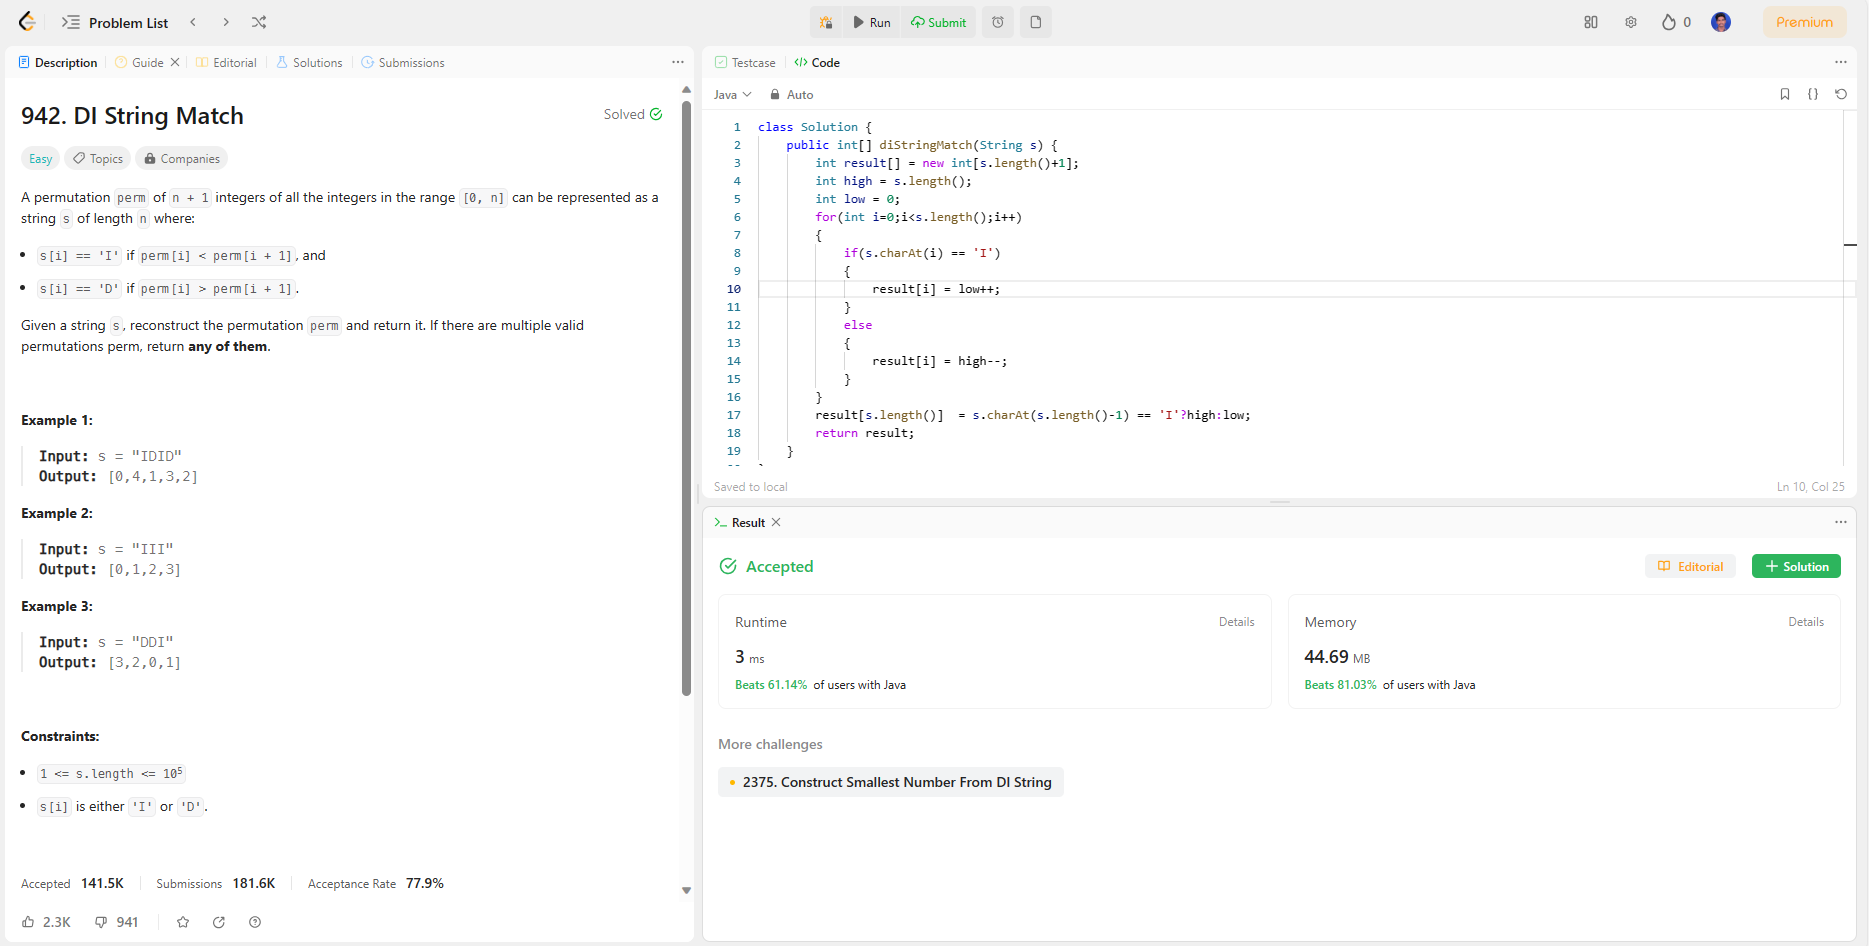 Problem List
Run
Submit
0
Premium
Description
Guide
Editorial
Solutions
Submissions
942. DI String Match
Solved
Easy
Topics
Companies
A permutation perm of n + 1 integers of all the integers in the range [0, n] can be represented as a
string s of length n where:
• s[i] == 'I' if perm[i] < perm[i + 1], and
• s[i] == 'D' if perm[i] > perm[i + 1].
Given a string s, reconstruct the permutation perm and return it. If there are multiple valid
permutations perm, return any of them.
Example 1:
Input: s = "IDID"
Output: [0,4,1,3,2]
Example 2:
Input: s = "III"
Output: [0,1,2,3]
Example 3:
Input: s = "DDI"
Output: [3,2,0,1]
Constraints:
• 1 <= s.length <= 10⁵
• s[i] is either 'I' or 'D'.
Accepted 141.5K
Submissions 181.6K
Acceptance Rate 77.9%
2.3K
941
Testcase
</> Code
Java
Auto
{}
1 class Solution {
2 public int[] diStringMatch(String s) {
3 int result[] = new int[s.length()+1];
4 int high = s.length();
5 int low = 0;
6 for(int i=0;i<s.length();i++)
7 {
8 if(s.charAt(i) == 'I')
9 {
10 result[i] = low++;
11 }
12 else
13 {
14 result[i] = high--;
15 }
16 }
17 result[s.length()]  = s.charAt(s.length()-1) == 'I'?high:low;
18 return result;
19 }
Saved to local
Ln 10, Col 25
>_ Result
Accepted
Editorial
+ Solution
Runtime
Details
3 ms
Beats 61.14% of users with Java
Memory
Details
44.69 MB
Beats 81.03% of users with Java
More challenges
• 2375. Construct Smallest Number From DI String